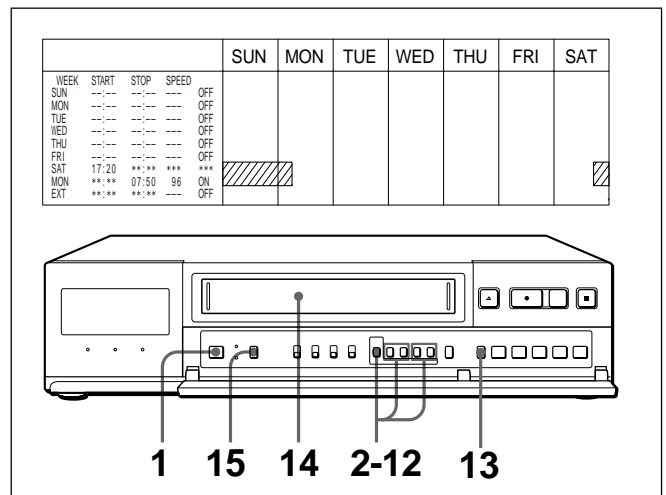 SUN MON TUE WED THU FRI SAT
WEEK START STOP SPEED
SUN --:-- --:-- --- OFF
MON --:-- --:-- --- OFF
TUE --:-- --:-- --- OFF
WED --:-- --:-- --- OFF
THU --:-- --:-- --- OFF
FRI --:-- --:-- --- OFF
SAT 17:20 **:** *** ***
MON **:** 07:50 96 ON
EXT **:** **:** --- OFF
1 15 14 2-12 13